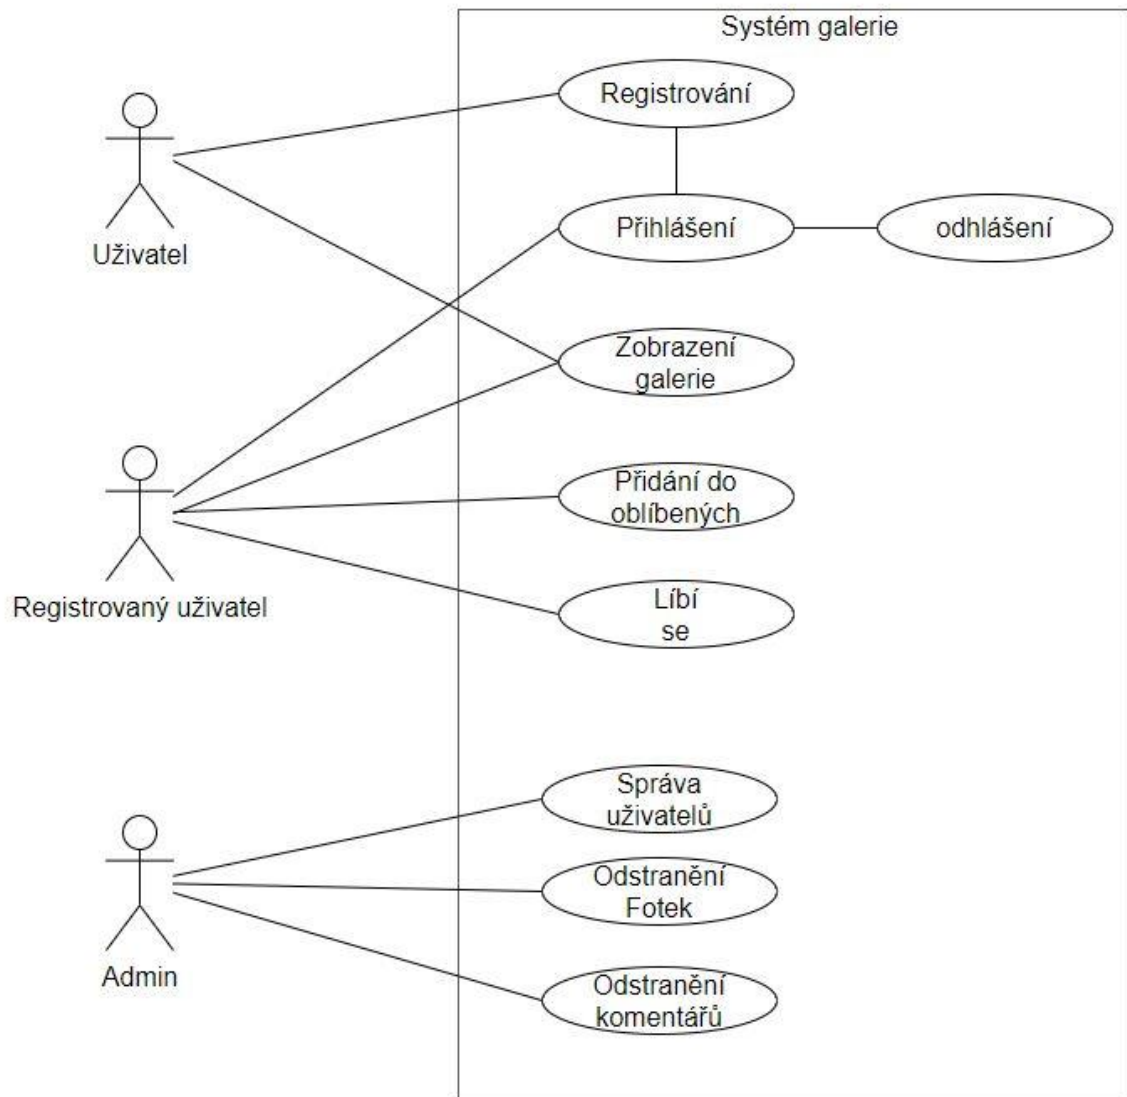 Systém galerie
Registrování
Uživatel
Přihlášení
odhlášení
Zobrazení
galerie
Přidání do
oblíbených
Registrovaný uživatel
Líbí
se
Správa
uživatelů
Odstranění
Fotek
Admin
Odstranění
komentářů